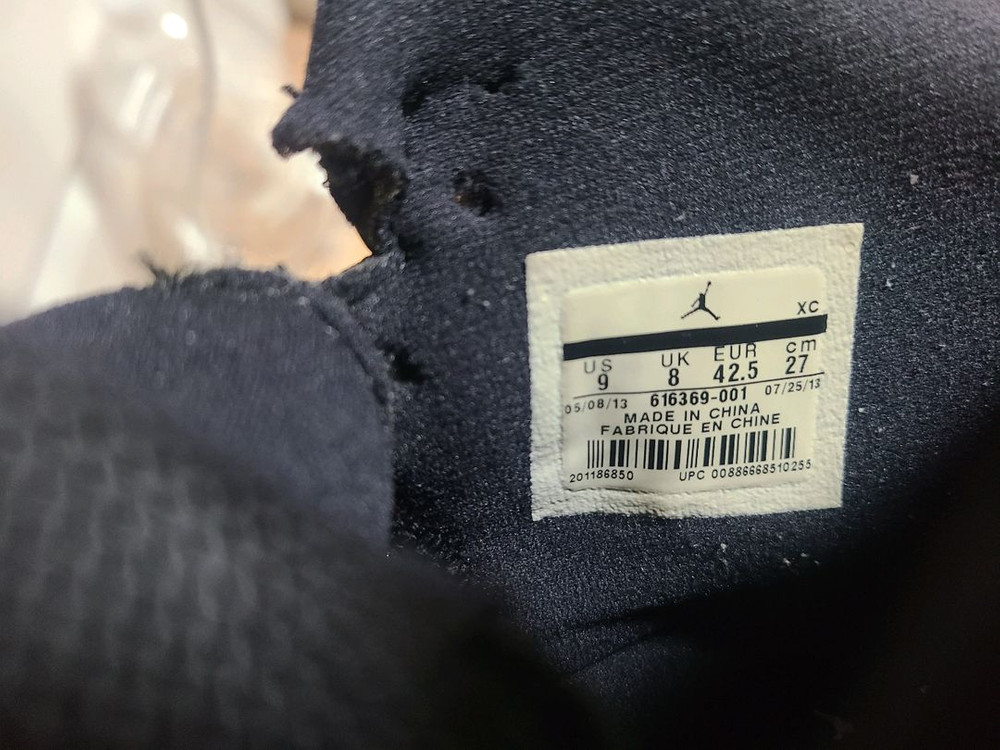 XC
US UK EUR cm
9 8 42.5 27
05/08/13 616369-001 07/25/13
MADE IN CHINA
FABRIQUE EN CHINE
201186850 UPC 00886668510255